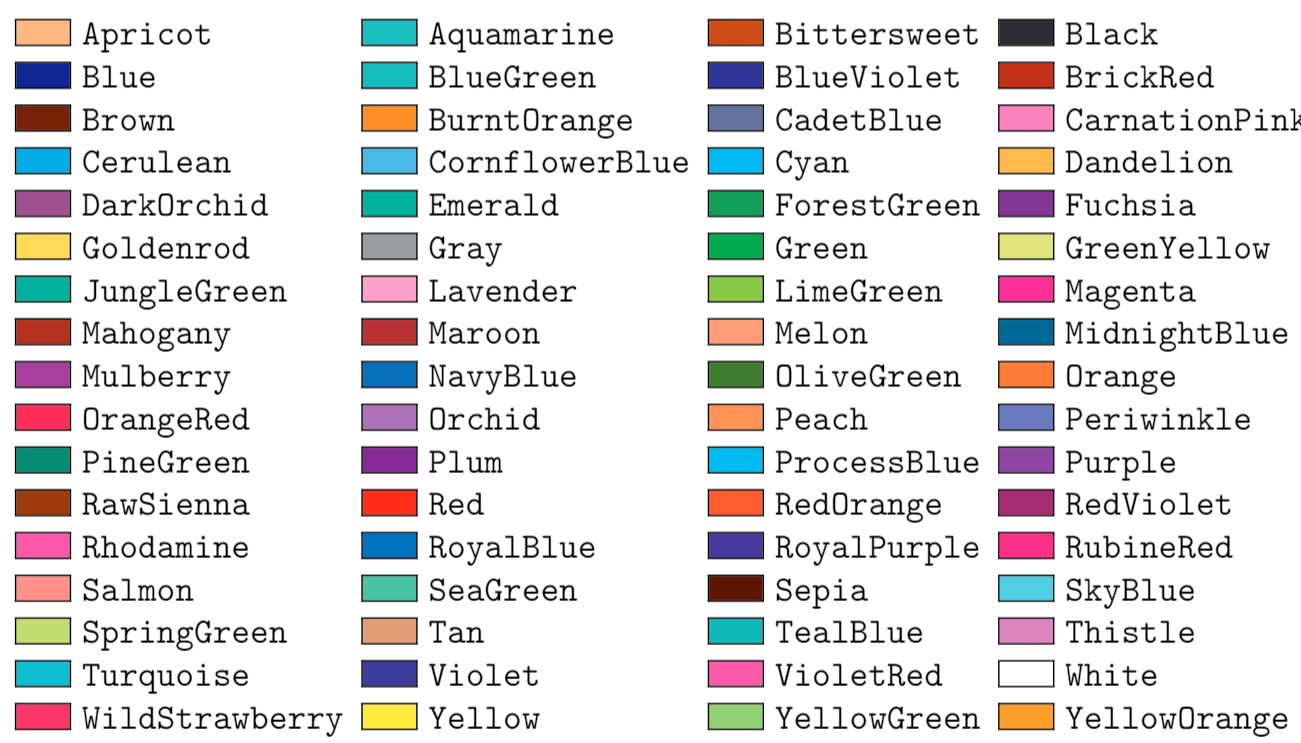 Apricot Aquamarine Bittersweet Black
Blue BlueGreen BlueViolet BrickRed
Brown BurntOrange CadetBlue CarnationPink
Cerulean CornflowerBlue Cyan Dandelion
DarkOrchid Emerald ForestGreen Fuchsia
Goldenrod Gray Green GreenYellow
JungleGreen Lavender LimeGreen Magenta
Mahogany Maroon Melon MidnightBlue
Mulberry NavyBlue OliveGreen Orange
OrangeRed Orchid Peach Periwinkle
PineGreen Plum ProcessBlue Purple
RawSienna Red RedOrange RedViolet
Rhodamine RoyalBlue RoyalPurple RubineRed
Salmon SeaGreen Sepia SkyBlue
SpringGreen Tan TealBlue Thistle
Turquoise Violet VioletRed White
WildStrawberry Yellow YellowGreen YellowOrange